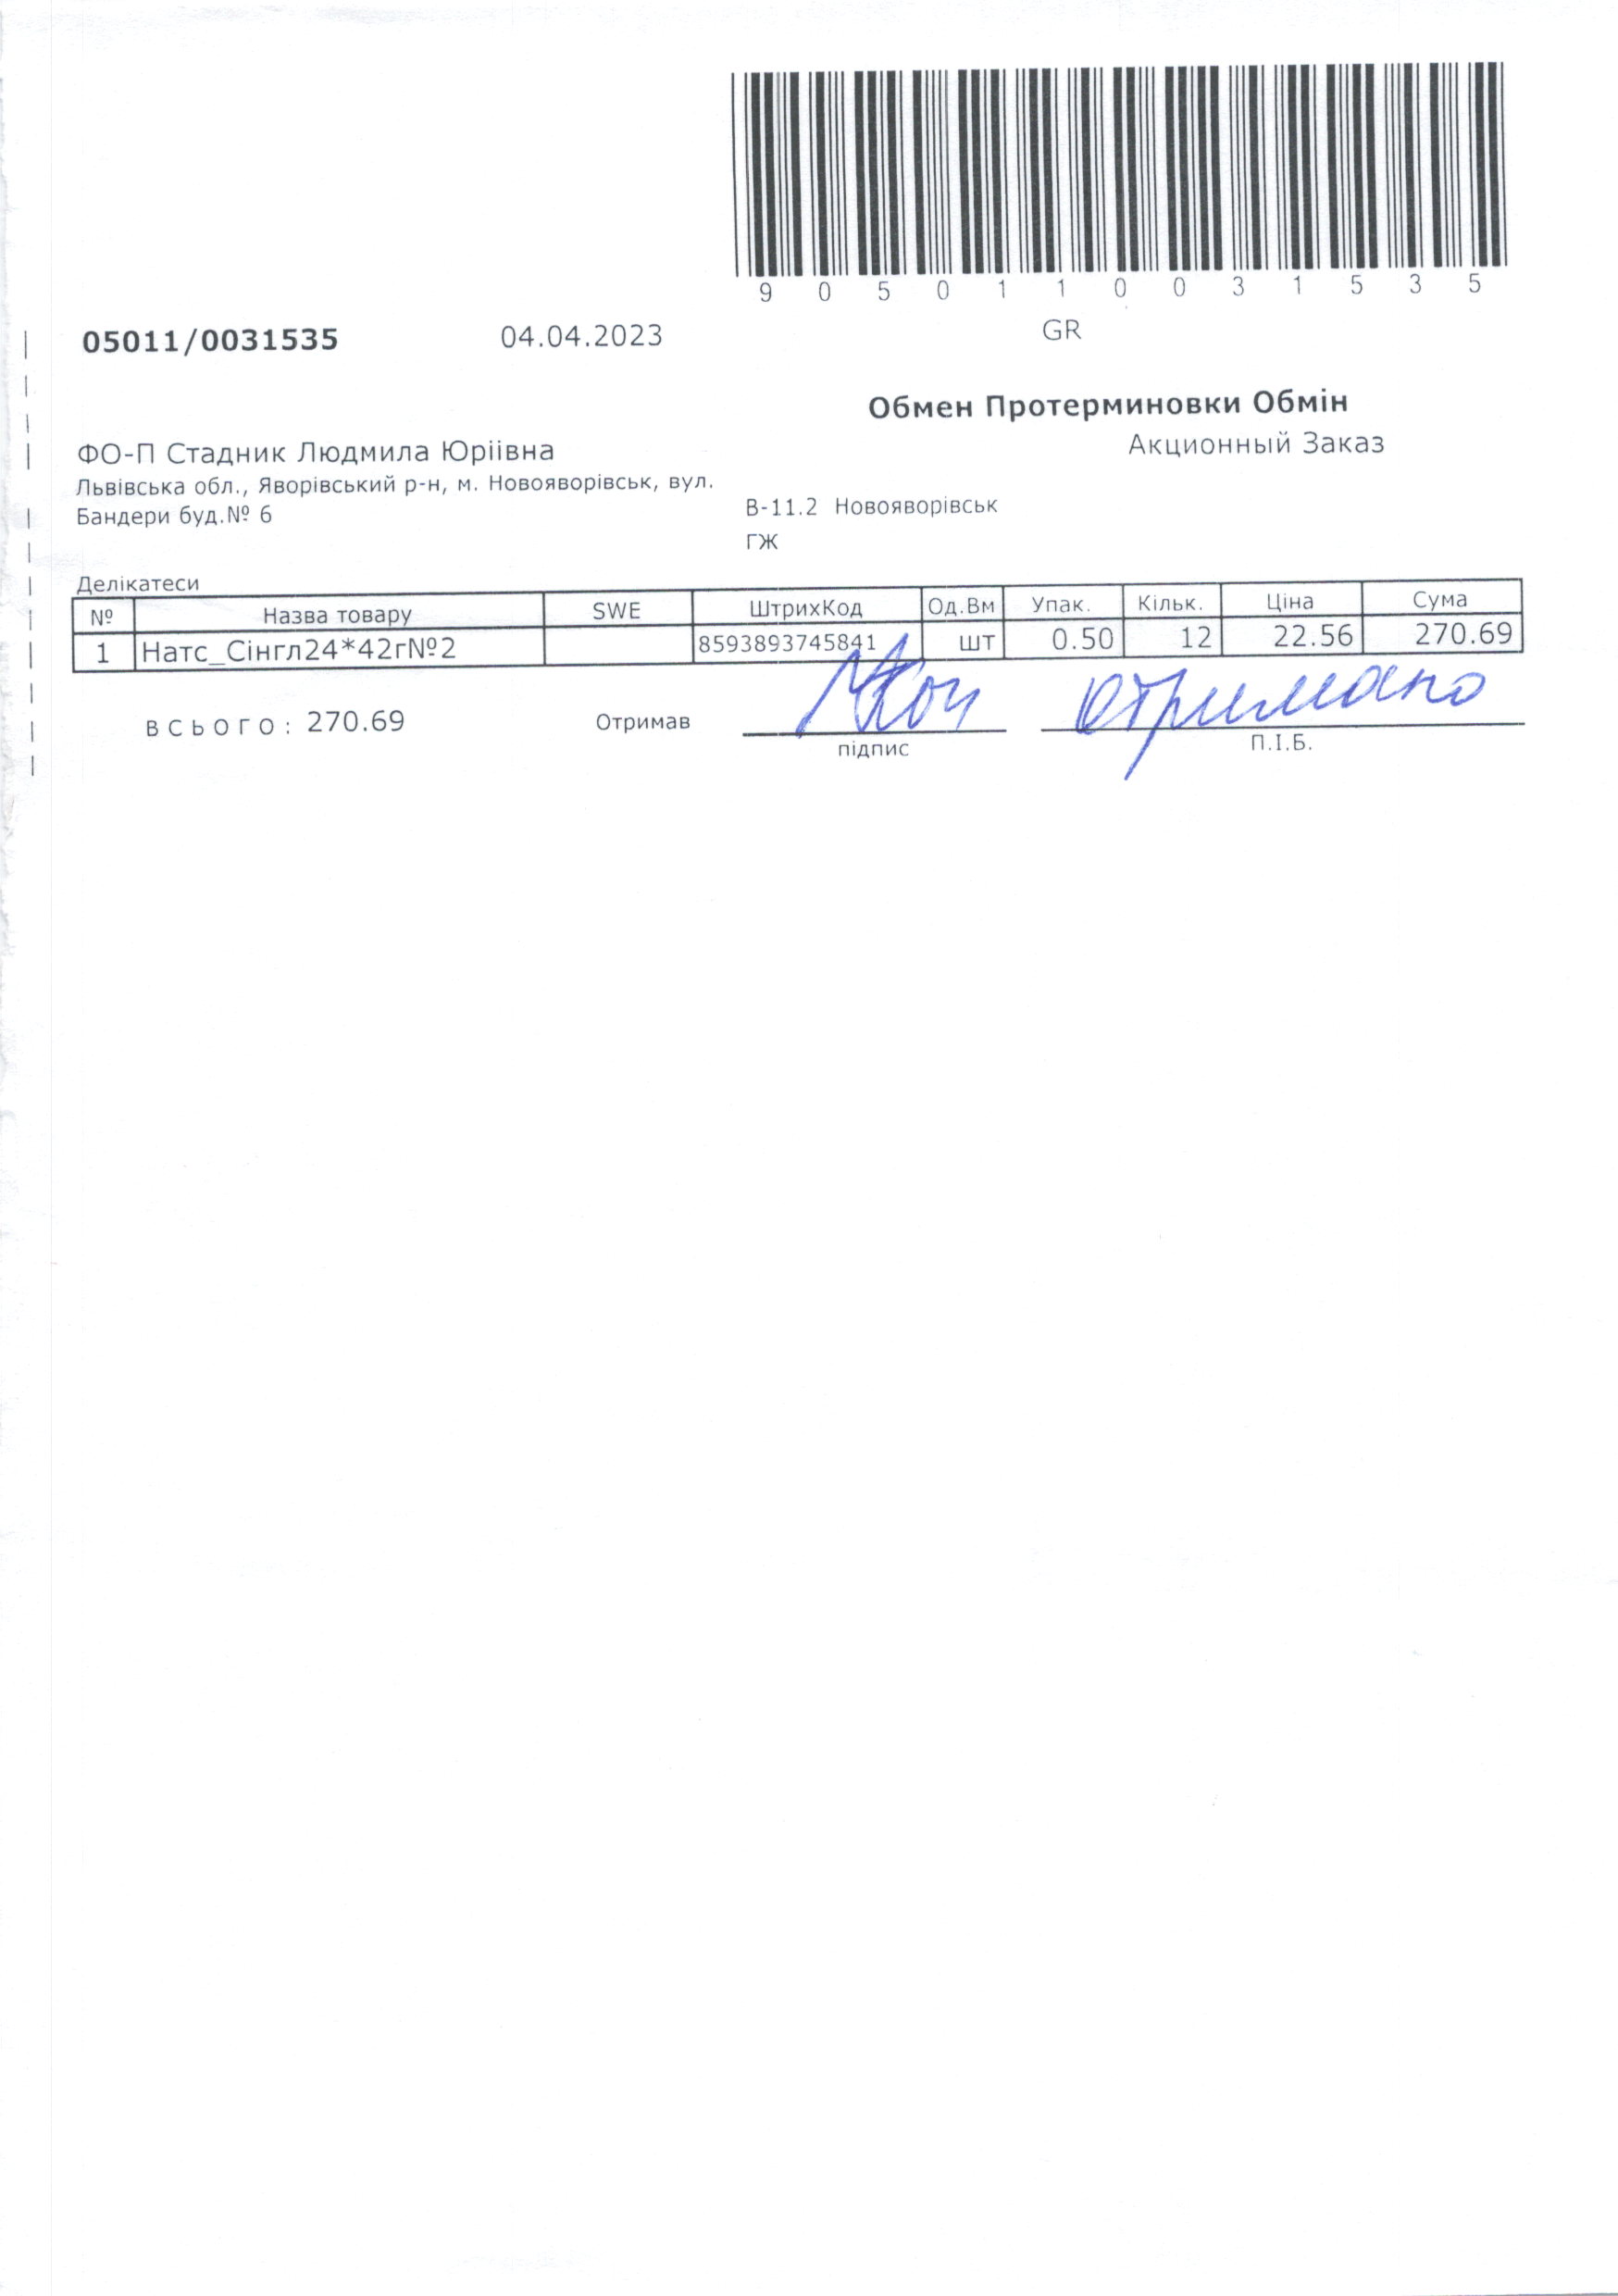 9 0 5 0 1 1 0 0 3 1 5 3 5
05011/0031535 04.04.2023 GR
Обмен Протерминовки Обмін
ФО-П Стадник Людмила Юріївна Акционный Заказ
Львівська обл., Яворівський р-н, м. Новояворівськ, вул.
Бандери буд.№ 6
В-11.2 Новояворівськ
ГЖ
Делікатеси
№ Назва товару SWE ШтрихКод Од.Вм Упак. Кільк. Ціна Сума
1 Натс_Сінгл24*42г№2 8593893745841 шт 0.50 12 22.56 270.69
всього: 270.69 Отримав отримано
підпис П.І.Б.